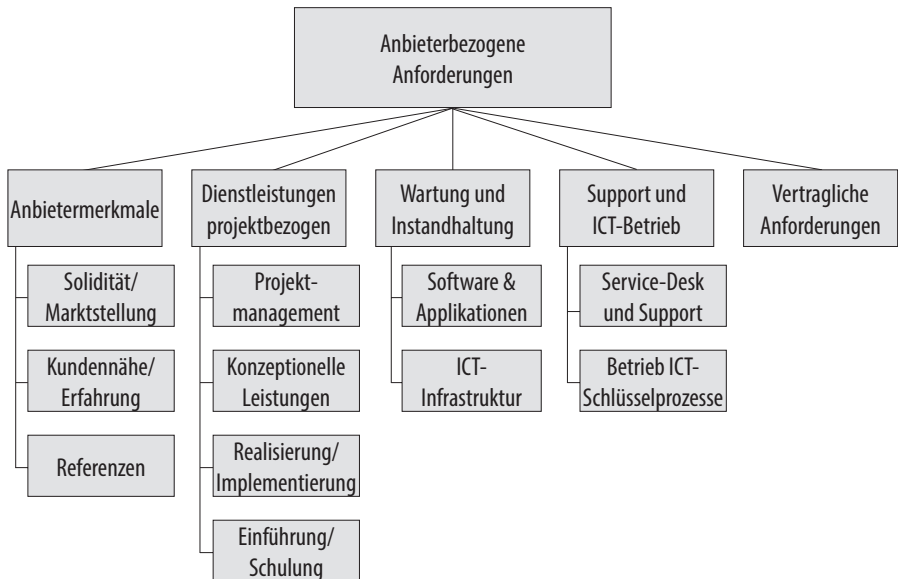 Anbieterbezogene
Anforderungen
Anbietermerkmale
Solidität/
Marktstellung
Kundennähe/
Erfahrung
Referenzen
Dienstleistungen
projektbezogen
Projekt-
management
Konzeptionelle
Leistungen
Realisierung/
Implementierung
Einführung/
Schulung
Wartung und
Instandhaltung
Software &
Applikationen
ICT-
Infrastruktur
Support und
ICT-Betrieb
Service-Desk
und Support
Betrieb ICT-
Schlüsselprozesse
Vertragliche
Anforderungen